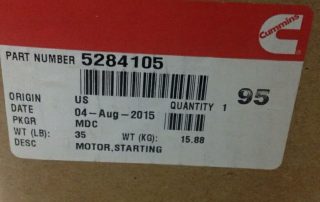 Cummins
PART NUMBER 5284105
ORIGIN US QUANTITY 1 95
DATE 04-Aug-2015
PKGR MDC
WT (LB): 35 WT (KG): 15.88
DESC MOTOR,STARTING